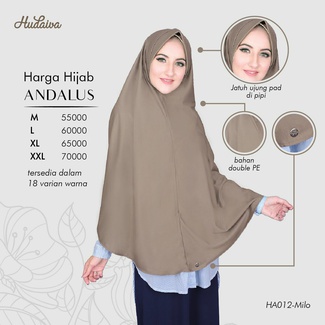 Hudaiva
Harga Hijab
ANDALUS
M 55000
L 60000
XL 65000
XXL 70000
tersedia dalam
18 varian warna
Jatuh ujung pad
di pipi
bahan
double PE
HA012-Milo